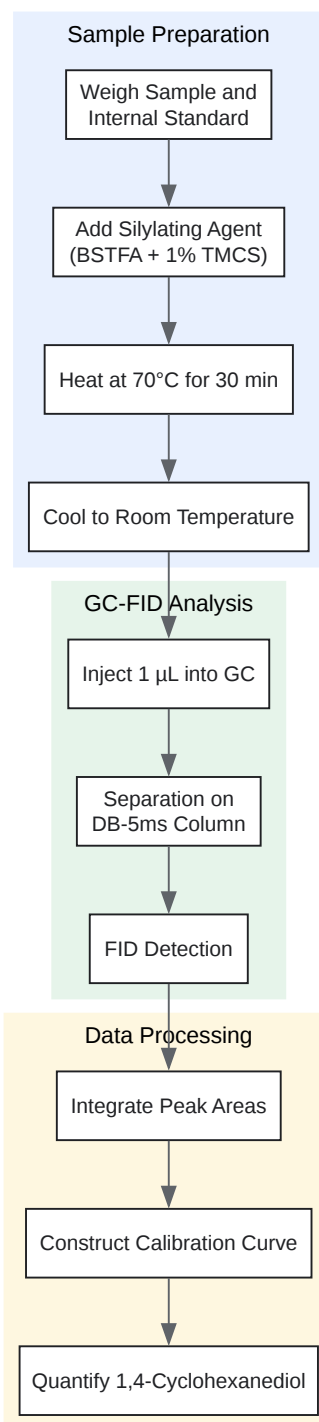 Sample Preparation
Weigh Sample and
Internal Standard
Add Silylating Agent
(BSTFA + 1% TMCS)
Heat at 70°C for 30 min
Cool to Room Temperature
GC-FID Analysis
Inject 1 µL into GC
Separation on
DB-5ms Column
FID Detection
Data Processing
Integrate Peak Areas
Construct Calibration Curve
Quantify 1,4-Cyclohexanediol